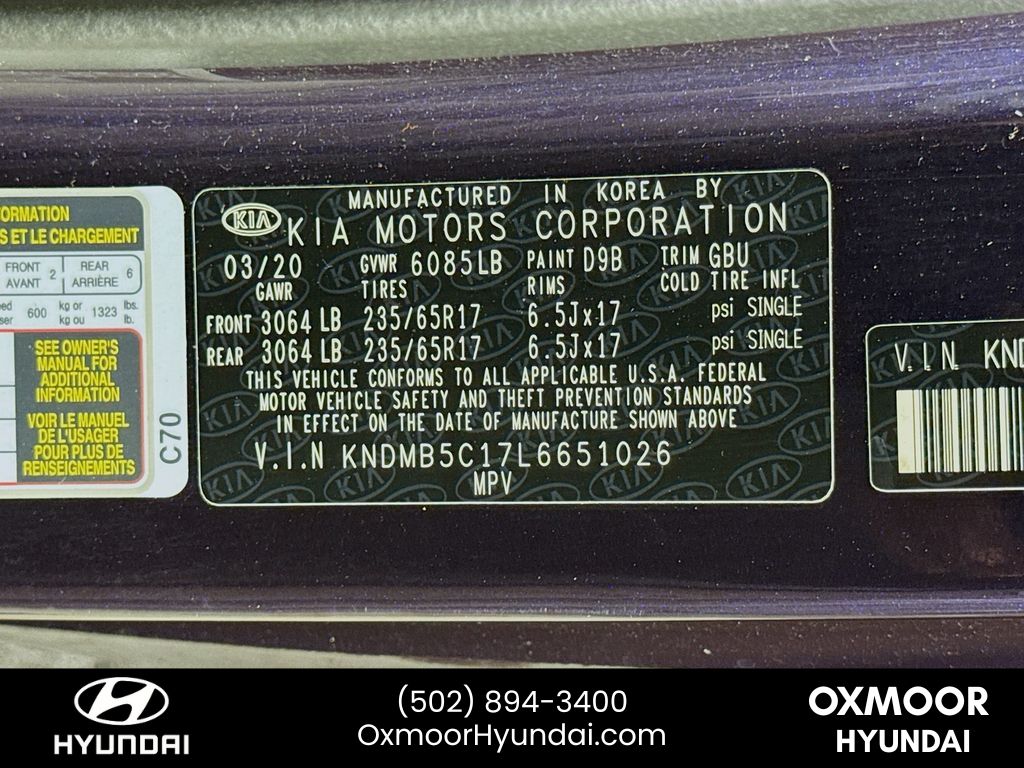 MANUFACTURED IN KOREA BY
KIA KIA MOTORS CORPORATION
03/20 GVWR 6085LB PAINT D9B TRIM GBU
GAWR TIRES RIMS COLD TIRE INFL
FRONT 3064 LB 235/65R17 6.5Jx17 psi SINGLE
REAR 3064 LB 235/65R17 6.5Jx17 psi SINGLE
THIS VEHICLE CONFORMS TO ALL APPLICABLE U.S.A. FEDERAL
MOTOR VEHICLE SAFETY AND THEFT PREVENTION STANDARDS
IN EFFECT ON THE DATE OF MANUFACTURE SHOWN ABOVE
V.I.N KNDMB5C17L6651026
MPV
ORMATION
S ET LE CHARGEMENT
FRONT 2 REAR 6
AVANT ARRIÈRE
eed 600 kg or 1323 lbs.
ser kg ou lb.
SEE OWNER'S
MANUAL FOR
ADDITIONAL
INFORMATION
VOIR LE MANUEL
DE L'USAGER
POUR PLUS DE
RENSEIGNEMENTS
C70
V.I.N. KND
HYUNDAI
(502) 894-3400
OxmoorHyundai.com
OXMOOR
HYUNDAI